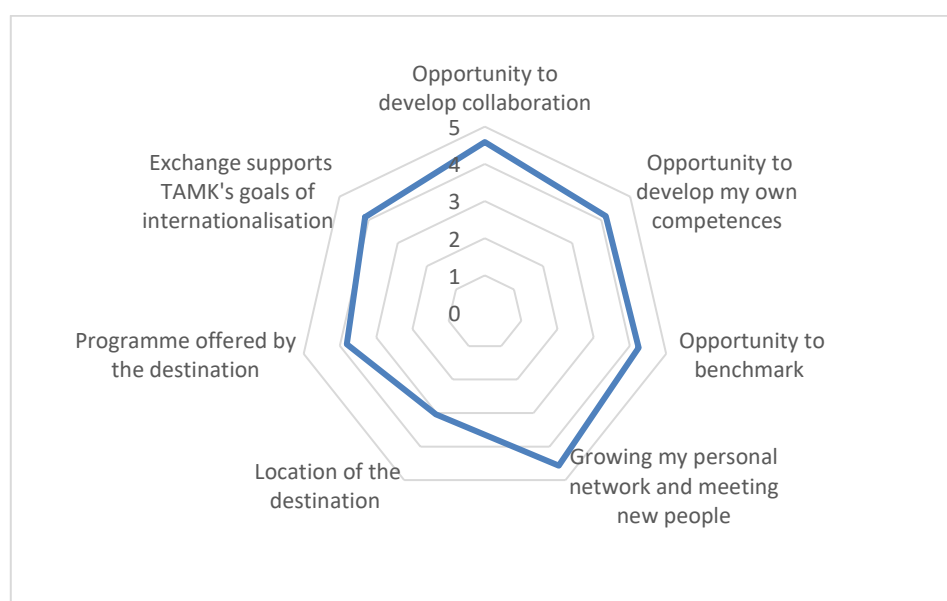 Opportunity to
develop collaboration
Opportunity to
develop my own
competences
Opportunity to
benchmark
Growing my personal
network and meeting
new people
Location of the
destination
Programme offered by
the destination
Exchange supports
TAMK's goals of
internationalisation
5
4
3
2
1
0